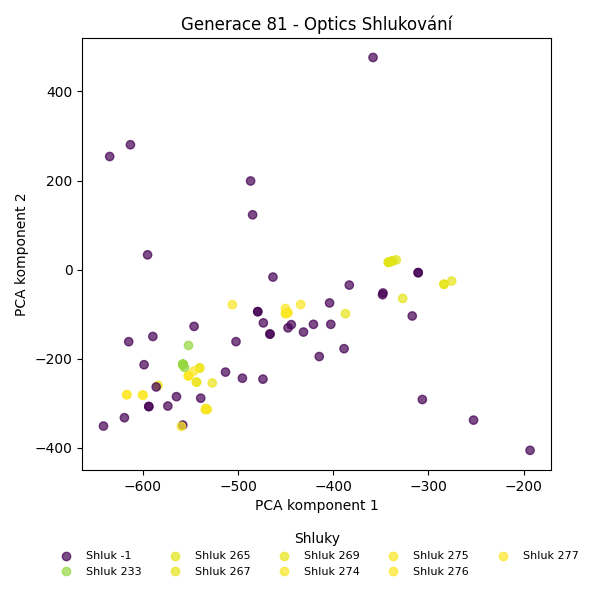 Generace 81 - Optics Shlukování
400
200
0
−200
−400
PCA komponent 2
−600
−500
−400
−300
−200
PCA komponent 1
Shluky
Shluk -1
Shluk 265
Shluk 269
Shluk 275
Shluk 277
Shluk 233
Shluk 267
Shluk 274
Shluk 276